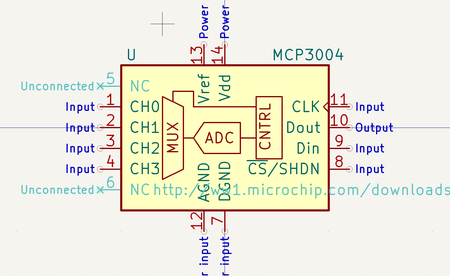 Power
Power
13
14
U
MCP3004
Unconnected
5
NC
Vref
Vdd
Input
1
CH0
CLK
11
Input
Input
2
CH1
MUX
ADC
CNTRL
Dout
10
Output
Input
3
CH2
Din
9
Input
Input
4
CH3
CS/SHDN
8
Input
AGND
DGND
Unconnected
6
NC
http://ww1.microchip.com/downloads
12
7
input
input